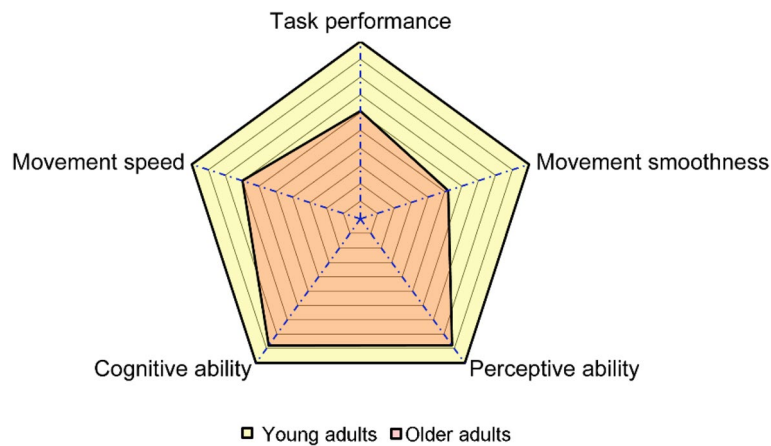 Task performance
Movement speed
Movement smoothness
Cognitive ability
Perceptive ability
Young adults
Older adults